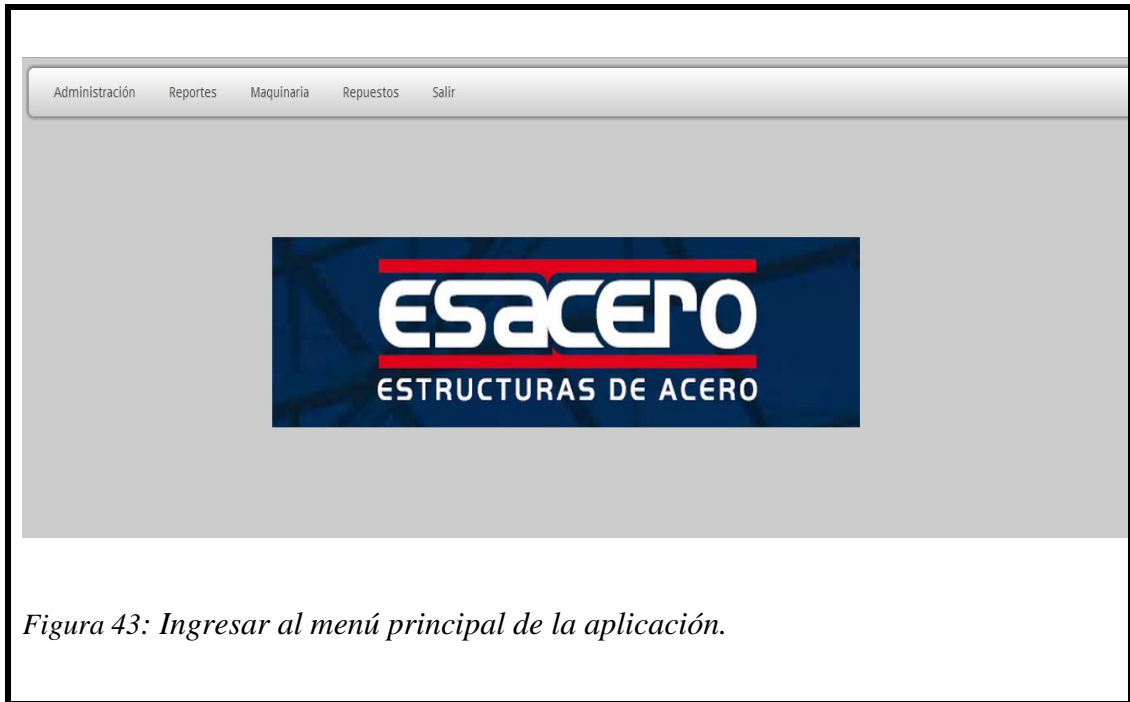 Administración Reportes Maquinaria Repuestos Salir
esacero
ESTRUCTURAS DE ACERO
Figura 43: Ingresar al menú principal de la aplicación.